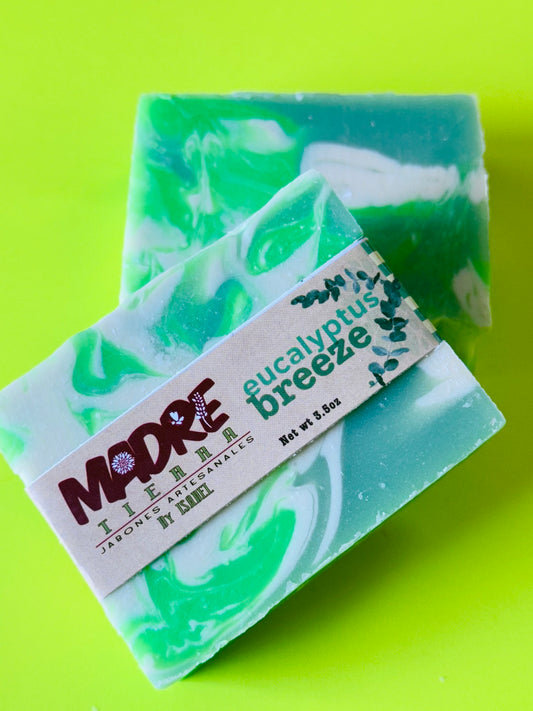 MADRE
TIERRA
JABONES ARTESANALES
BY ISABEL
eucalyptus
breeze
Net wt 3.5oz